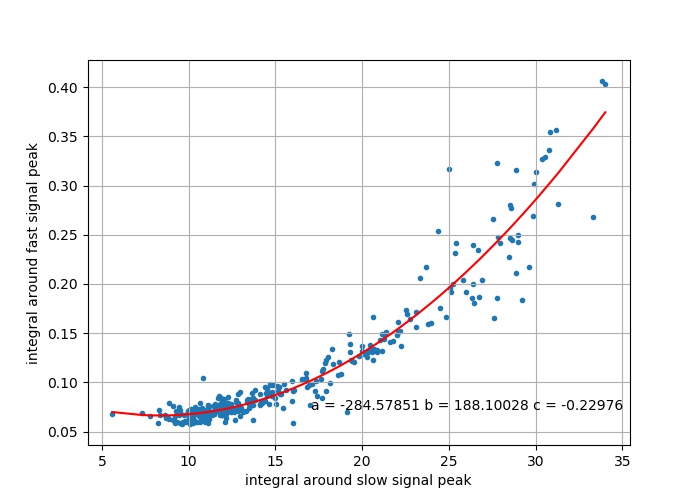 0.40
0.35
0.30
0.25
0.20
0.15
0.10
0.05
integral around fast signal peak
a = -284.57851 b = 188.10028 c = -0.22976
5 10 15 20 25 30 35
integral around slow signal peak